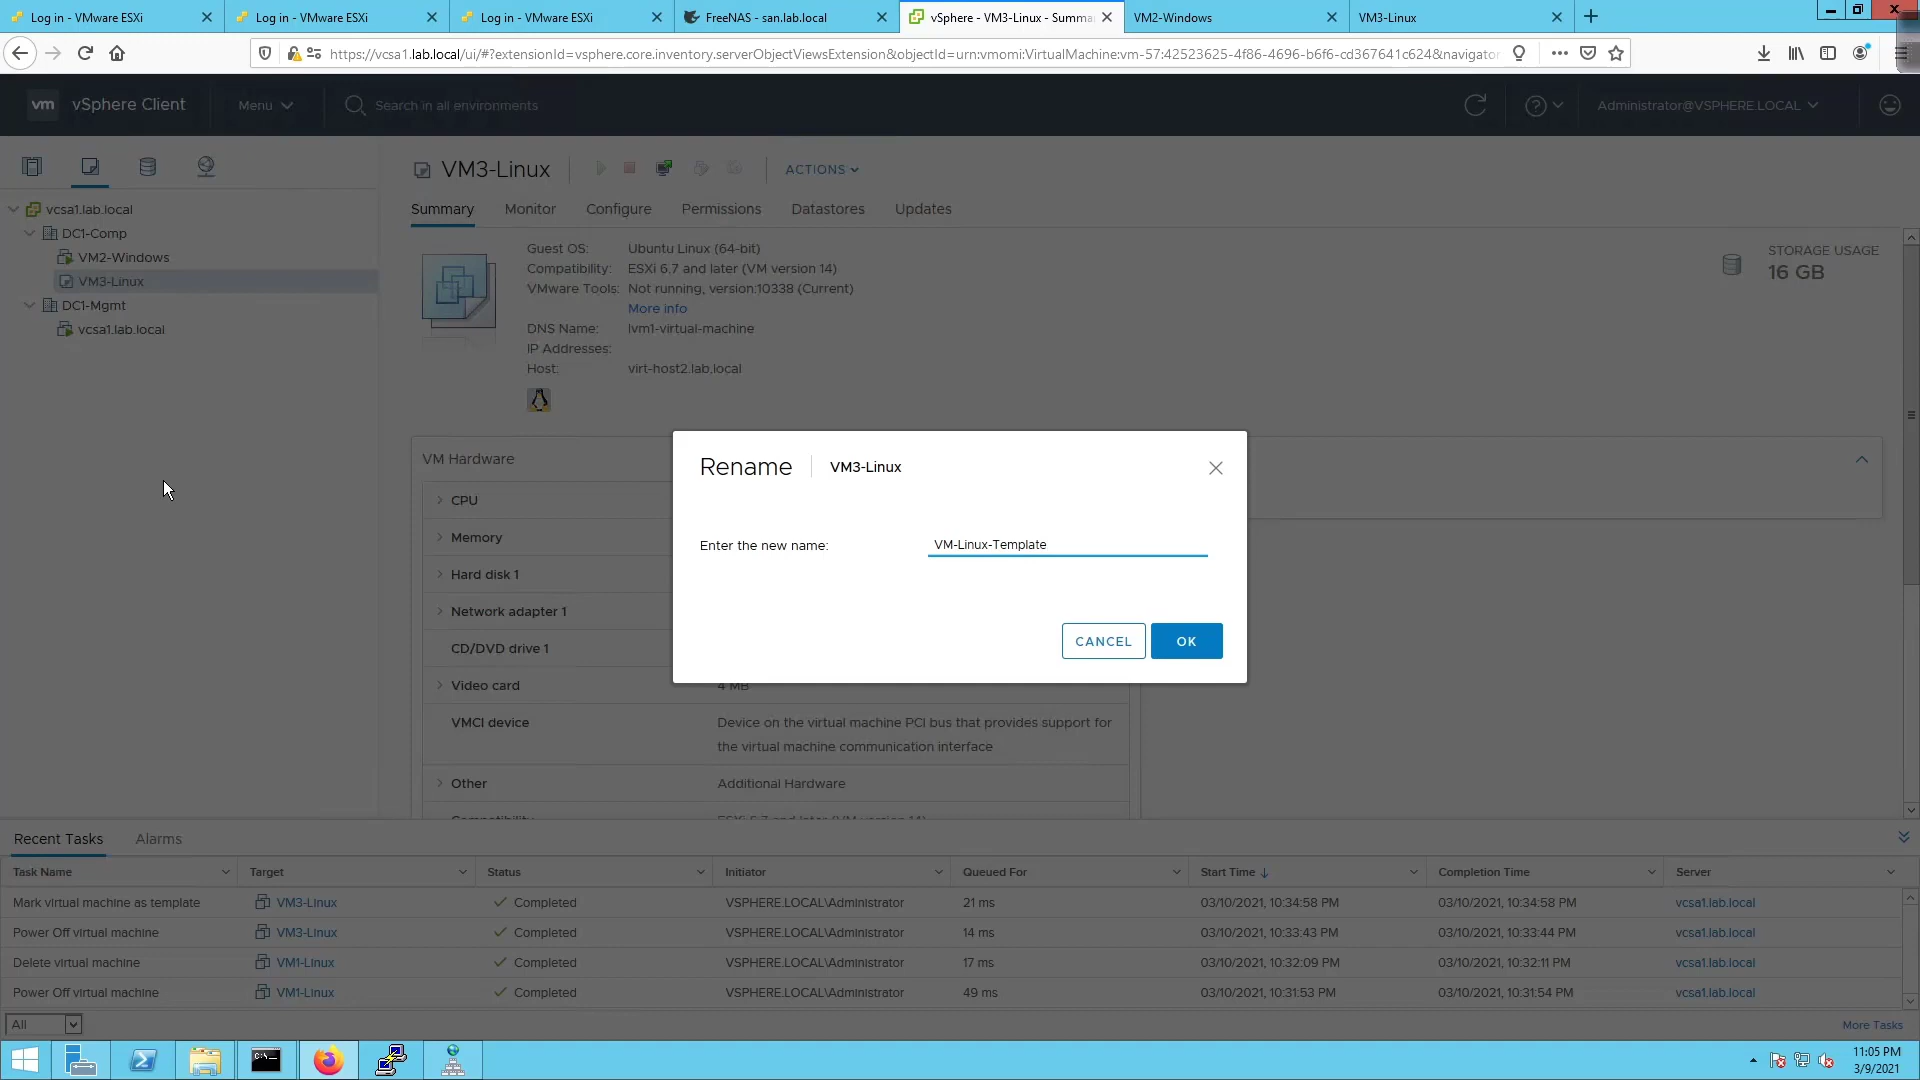 Log in - VMware ESXi
Log in - VMware ESXi
Log in - VMware ESXi
FreeNAS - san.lab.local
vSphere - VM3-Linux - Summa
VM2-Windows
VM3-Linux
https://vcsa1.lab.local/ui/#?extensionId=vsphere.core.inventory.serverObjectViewsExtension&objectId=urn:vmomi:VirtualMachine:vm-57:42523625-4f86-4696-b6f6-cd367641c624&navigator
vm vSphere Client
Menu
Search in all environments
Administrator@VSPHERE.LOCAL
VM3-Linux
ACTIONS
Summary
Monitor
Configure
Permissions
Datastores
Updates
vcsa1.lab.local
DC1-Comp
VM2-Windows
VM3-Linux
DC1-Mgmt
vcsa1.lab.local
Guest OS: Ubuntu Linux (64-bit)
Compatibility: ESXi 6.7 and later (VM version 14)
VMware Tools: Not running, version:10338 (Current)
More info
DNS Name: lvm1-virtual-machine
IP Addresses:
Host: virt-host2.lab.local
STORAGE USAGE
16 GB
VM Hardware
CPU
Memory
Hard disk 1
Network adapter 1
CD/DVD drive 1
Video card 4 MB
VMCI device Device on the virtual machine PCI bus that provides support for
the virtual machine communication interface
Other Additional Hardware
Compatibility ESXi 6.7 and later (VM version 14)
Rename VM3-Linux
Enter the new name: VM-Linux-Template
CANCEL OK
Recent Tasks Alarms
Task Name Target Status Initiator Queued For Start Time Completion Time Server
Mark virtual machine as template VM3-Linux Completed VSPHERE.LOCAL\Administrator 21 ms 03/10/2021, 10:34:58 PM 03/10/2021, 10:34:58 PM vcsa1.lab.local
Power Off virtual machine VM3-Linux Completed VSPHERE.LOCAL\Administrator 14 ms 03/10/2021, 10:33:43 PM 03/10/2021, 10:33:44 PM vcsa1.lab.local
Delete virtual machine VM1-Linux Completed VSPHERE.LOCAL\Administrator 17 ms 03/10/2021, 10:32:09 PM 03/10/2021, 10:32:11 PM vcsa1.lab.local
Power Off virtual machine VM1-Linux Completed VSPHERE.LOCAL\Administrator 49 ms 03/10/2021, 10:31:53 PM 03/10/2021, 10:31:54 PM vcsa1.lab.local
All
More Tasks
11:05 PM
3/9/2021